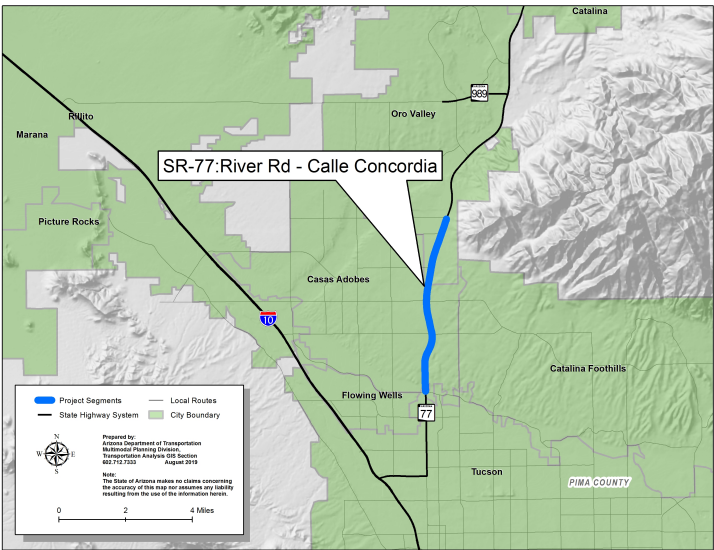 Catalina
ARIZONA
989
Oro Valley
Rillito
Marana
SR-77:River Rd - Calle Concordia
Picture Rocks
Casas Adobes
10
Catalina Foothills
Flowing Wells
77
Tucson
PIMA COUNTY
Project Segments
Local Routes
State Highway System
City Boundary
N
W
E
S
Prepared by:
Arizona Department of Transportation
Multimodal Planning Division,
Transportation Analysis GIS Section
602.712.7333 August 2019
Note:
The State of Arizona makes no claims concerning
the accuracy of this map nor assumes any liability
resulting from the use of the information herein.
0 2 4 Miles